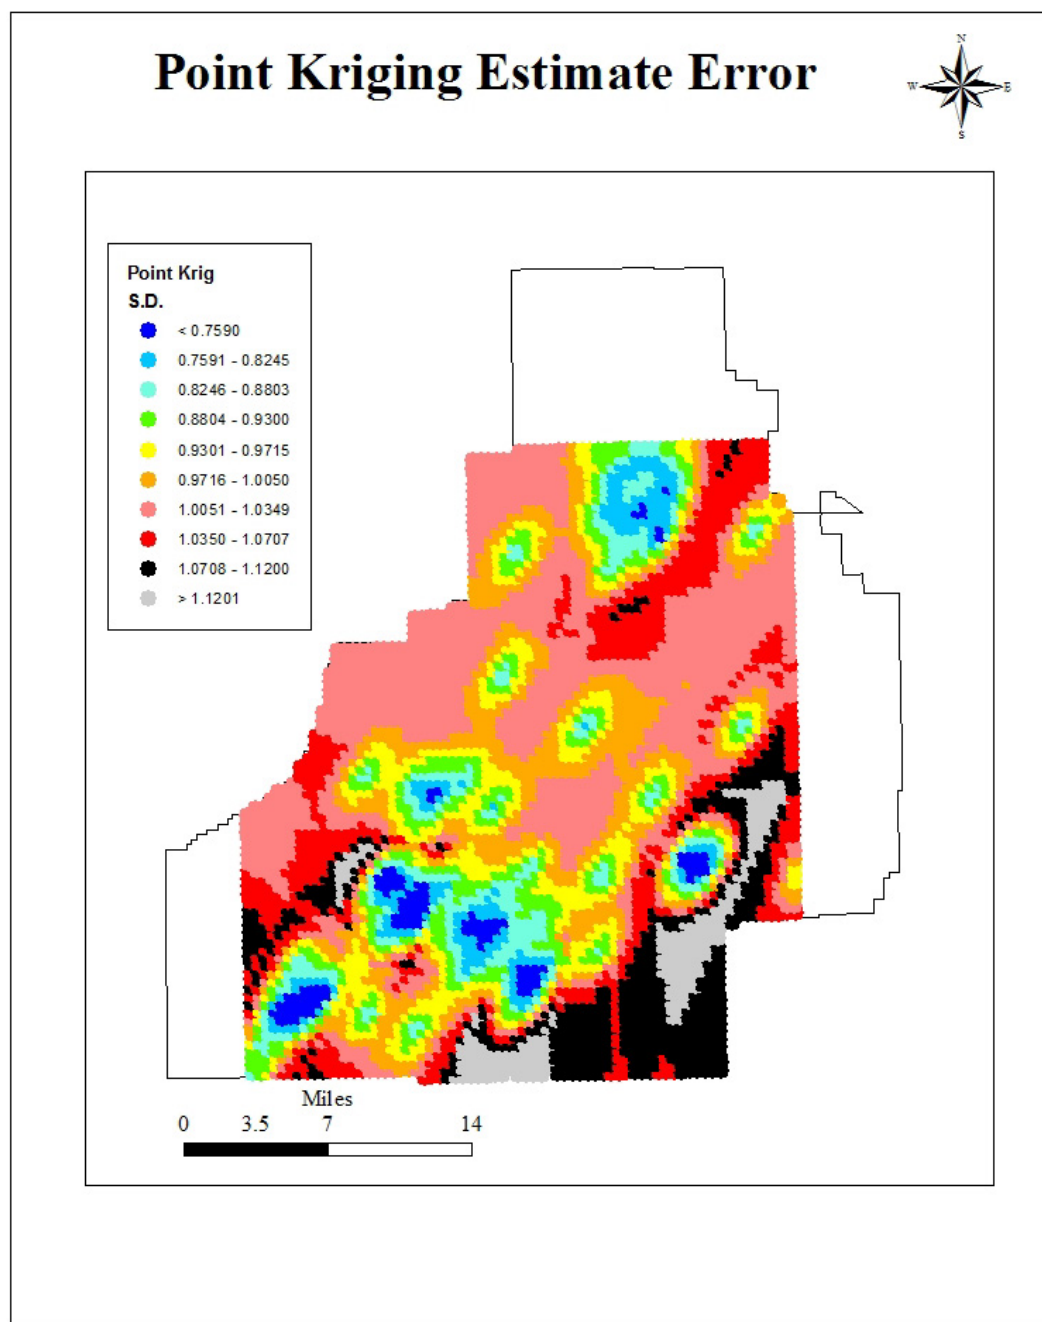 Point Kriging Estimate Error
N
W E
S
Point Krig
S.D.
< 0.7590
0.7591 - 0.8245
0.8246 - 0.8803
0.8804 - 0.9300
0.9301 - 0.9715
0.9716 - 1.0050
1.0051 - 1.0349
1.0350 - 1.0707
1.0708 - 1.1200
> 1.1201
Miles
0 3.5 7 14